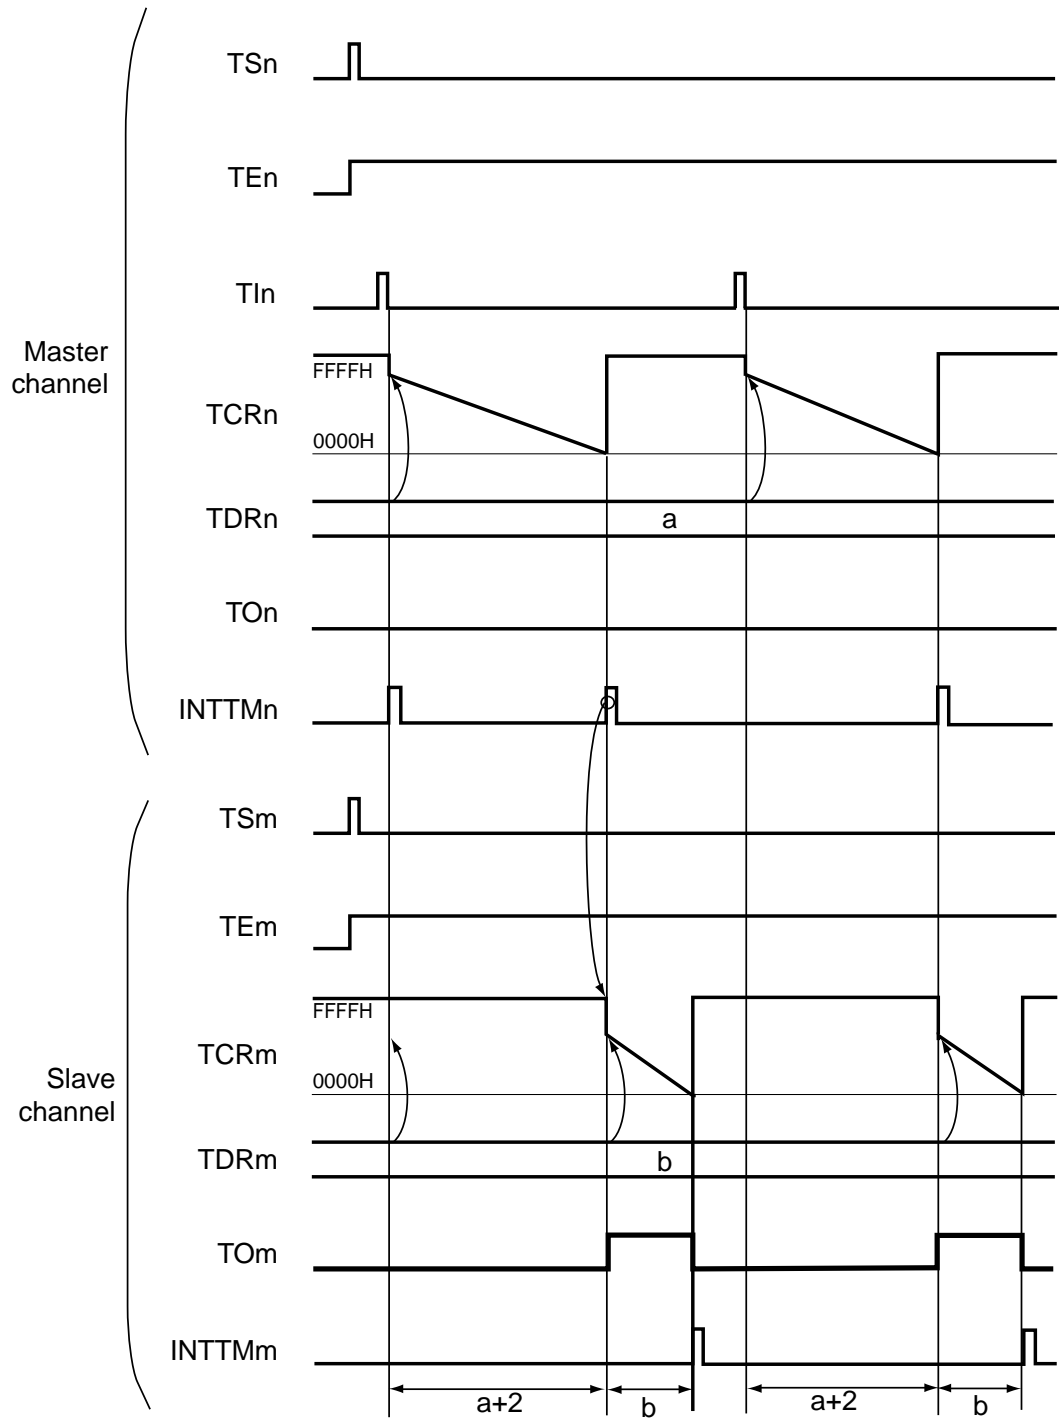 TSn
TEn
TIn
Master
channel
FFFFH
TCRn
0000H
TDRn
a
TOn
INTTMn
TSm
TEm
FFFFH
TCRm
0000H
Slave
channel
TDRm
b
TOm
INTTMm
a+2
b
a+2
b